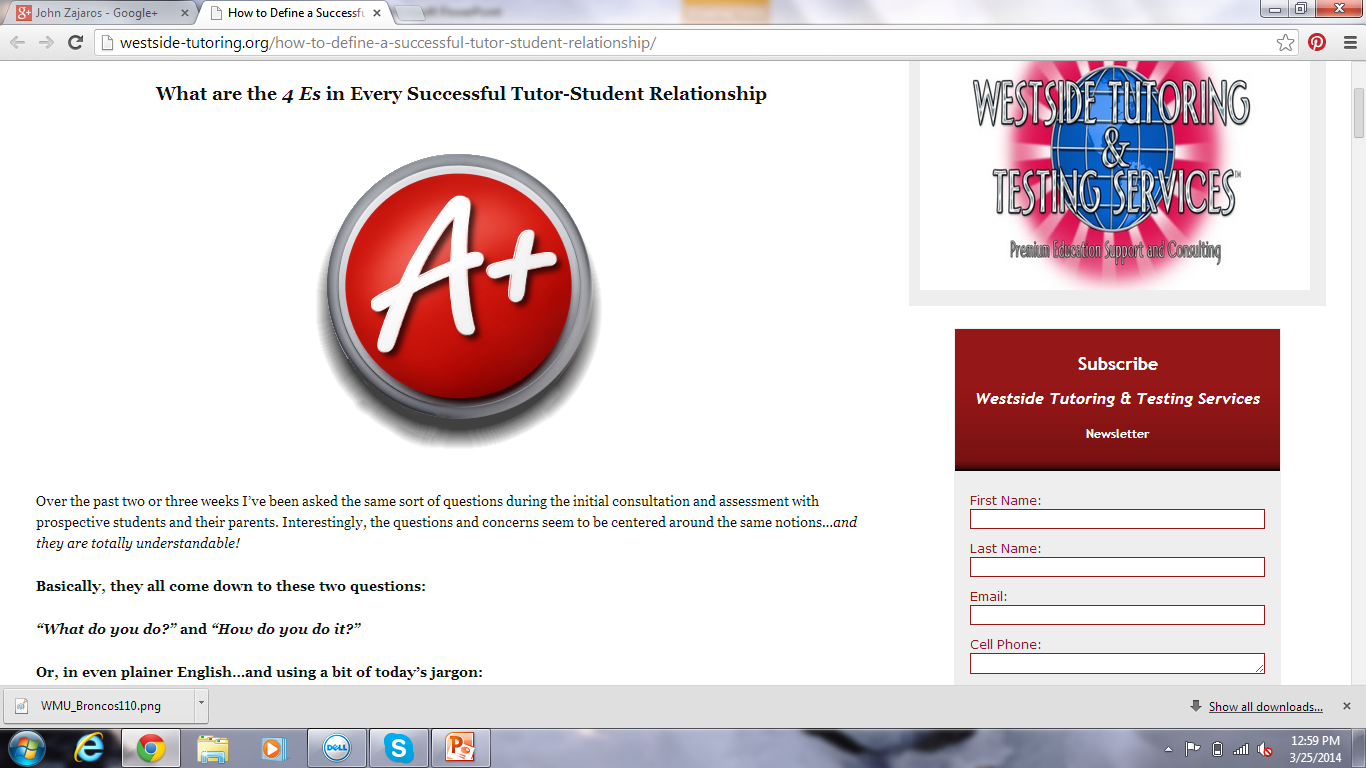 John Zajaros - Google+
How to Define a Successfu
westside-tutoring.org/how-to-define-a-successful-tutor-student-relationship/
What are the 4 Es in Every Successful Tutor-Student Relationship
A+
Over the past two or three weeks I've been asked the same sort of questions during the initial consultation and assessment with
prospective students and their parents. Interestingly, the questions and concerns seem to be centered around the same notions...and
they are totally understandable!
Basically, they all come down to these two questions:
“What do you do?” and “How do you do it?”
Or, in even plainer English...and using a bit of today's jargon:
WESTSIDE TUTORING
&
TESTING SERVICES™
Premium Education Support and Consulting
Subscribe
Westside Tutoring & Testing Services
Newsletter
First Name:
Last Name:
Email:
Cell Phone:
WMU_Broncos110.png
Show all downloads...
DELL
12:59 PM
3/25/2014